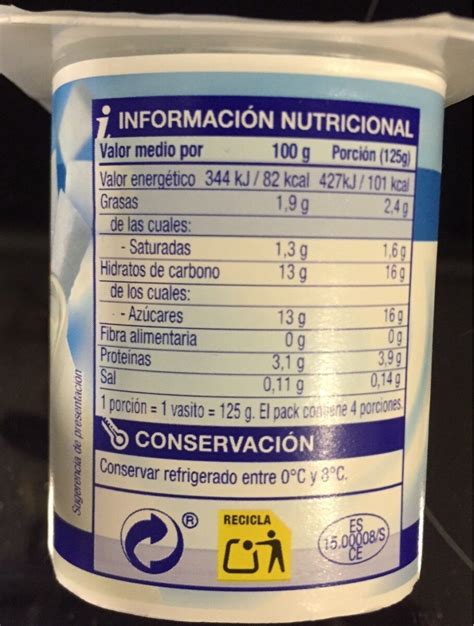 i INFORMACIÓN NUTRICIONAL
Valor medio por 100 g Porción (125g)
Valor energético 344 kJ / 82 kcal 427kJ / 101 kcal
Grasas 1,9 g 2,4 g
de las cuales:
- Saturadas 1,3 g 1,6 g
Hidratos de carbono 13 g 16 g
de los cuales:
- Azúcares 13 g 16 g
Fibra alimentaria 0 g 0 g
Proteínas 3,1 g 3,9 g
Sal 0,11 g 0,14 g
1 porción = 1 vasito = 125 g. El pack contiene 4 porciones.
CONSERVACIÓN
Conservar refrigerado entre 0°C y 8°C.
Sugerencia de presentación
®
RECICLA
ES
15.00008/S
CE